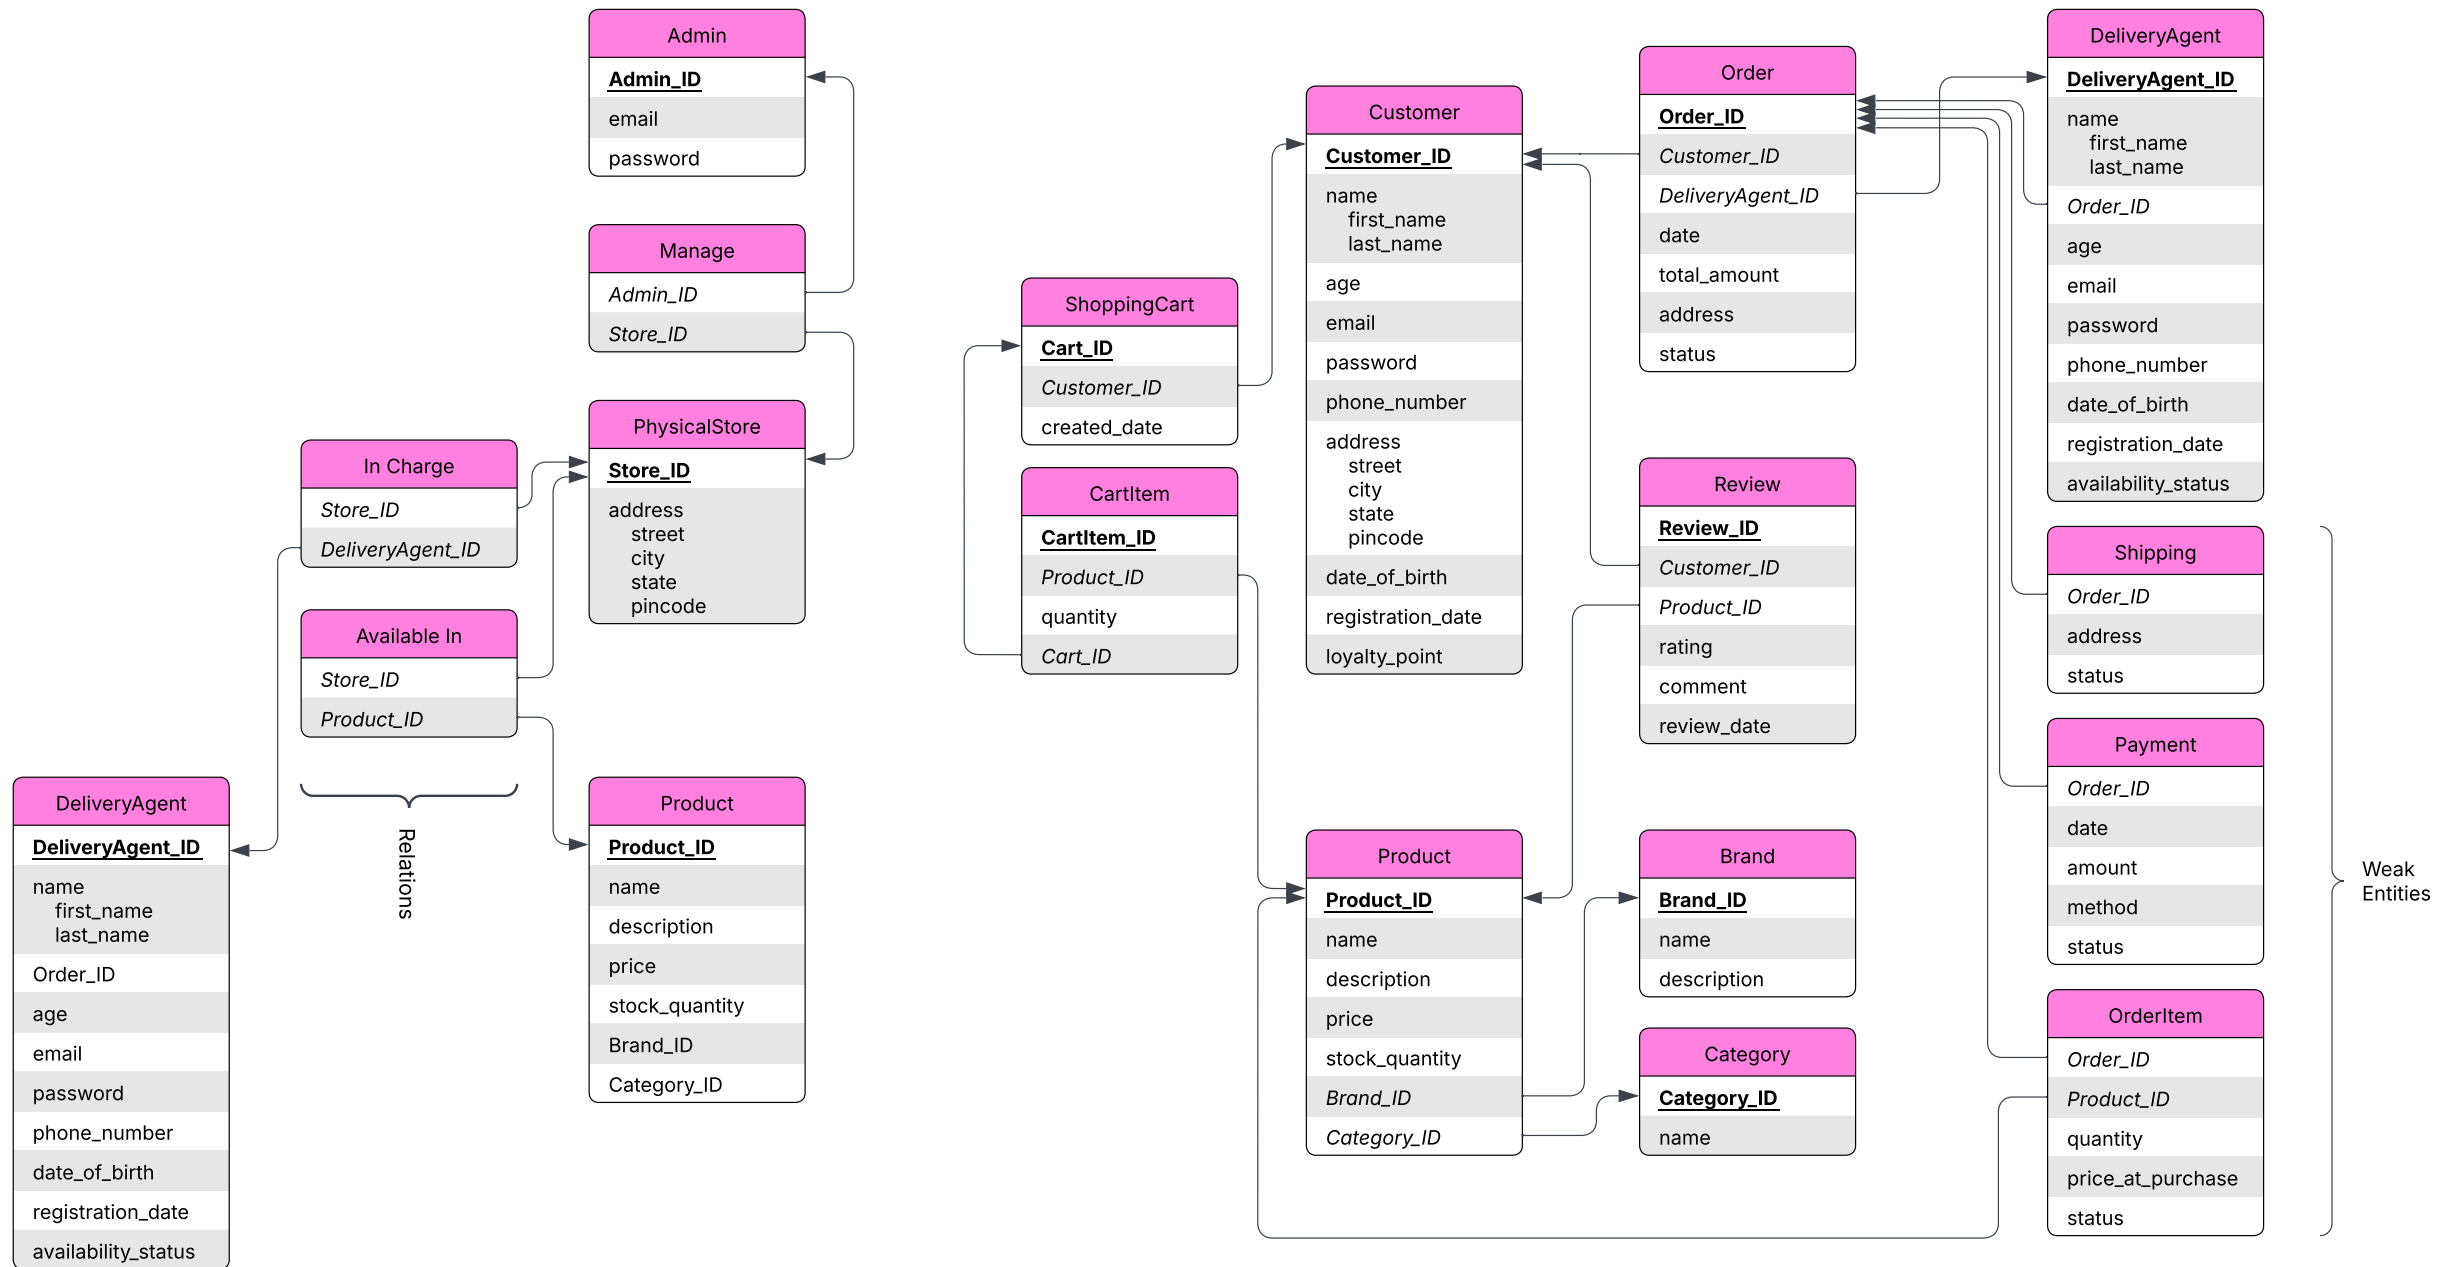 Admin
Admin_ID
email
password
Manage
Admin_ID
Store_ID
PhysicalStore
Store_ID
address
street
city
state
pincode
In Charge
Store_ID
DeliveryAgent_ID
Available In
Store_ID
Product_ID
Relations
DeliveryAgent
DeliveryAgent_ID
name
first_name
last_name
Order_ID
age
email
password
phone_number
date_of_birth
registration_date
availability_status
Product
Product_ID
name
description
price
stock_quantity
Brand_ID
Category_ID
ShoppingCart
Cart_ID
Customer_ID
created_date
CartItem
CartItem_ID
Product_ID
quantity
Cart_ID
Customer
Customer_ID
name
first_name
last_name
age
email
password
phone_number
address
street
city
state
pincode
date_of_birth
registration_date
loyalty_point
Product
Product_ID
name
description
price
stock_quantity
Brand_ID
Category_ID
Order
Order_ID
Customer_ID
DeliveryAgent_ID
date
total_amount
address
status
Review
Review_ID
Customer_ID
Product_ID
rating
comment
review_date
Brand
Brand_ID
name
description
Category
Category_ID
name
DeliveryAgent
DeliveryAgent_ID
name
first_name
last_name
Order_ID
age
email
password
phone_number
date_of_birth
registration_date
availability_status
Shipping
Order_ID
address
status
Payment
Order_ID
date
amount
method
status
OrderItem
Order_ID
Product_ID
quantity
price_at_purchase
status
Weak
Entities